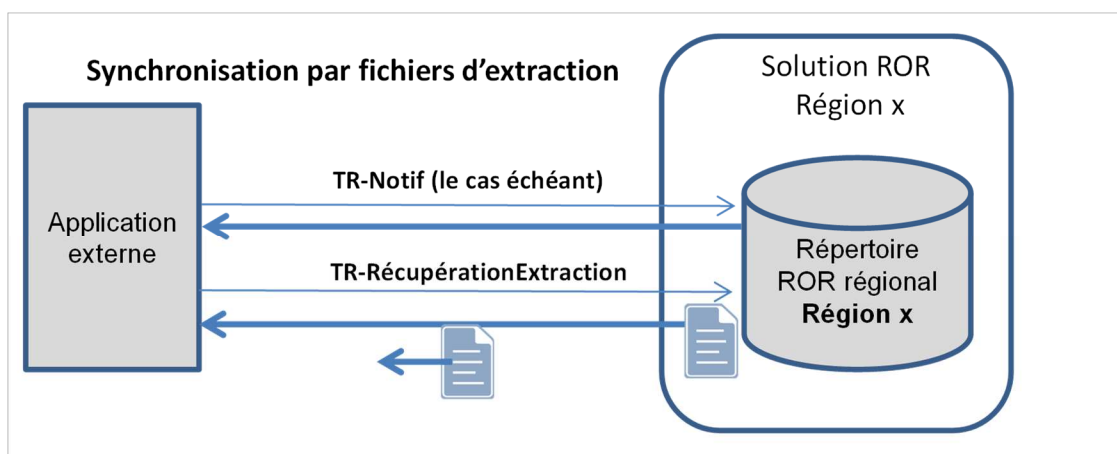 Synchronisation par fichiers d’extraction
Solution ROR
Région x
TR-Notif (le cas échéant)
Application
externe
TR-RécupérationExtraction
Répertoire
ROR régional
Région x